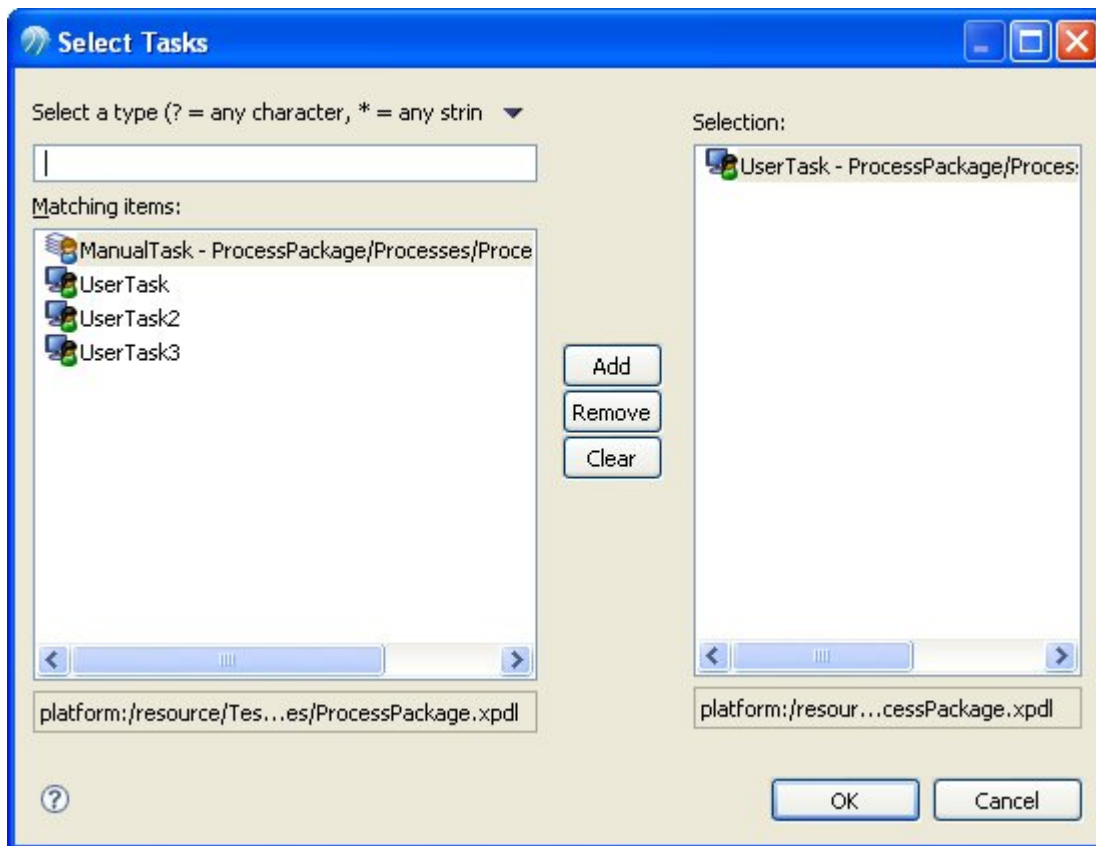 Select Tasks
Select a type (? = any character, * = any strin
Matching items:
ManualTask - ProcessPackage/Processes/Proce
UserTask
UserTask2
UserTask3
platform:/resource/Tes...es/ProcessPackage.xpdl
Add
Remove
Clear
Selection:
UserTask - ProcessPackage/Proces
platform:/resour...cessPackage.xpdl
OK
Cancel